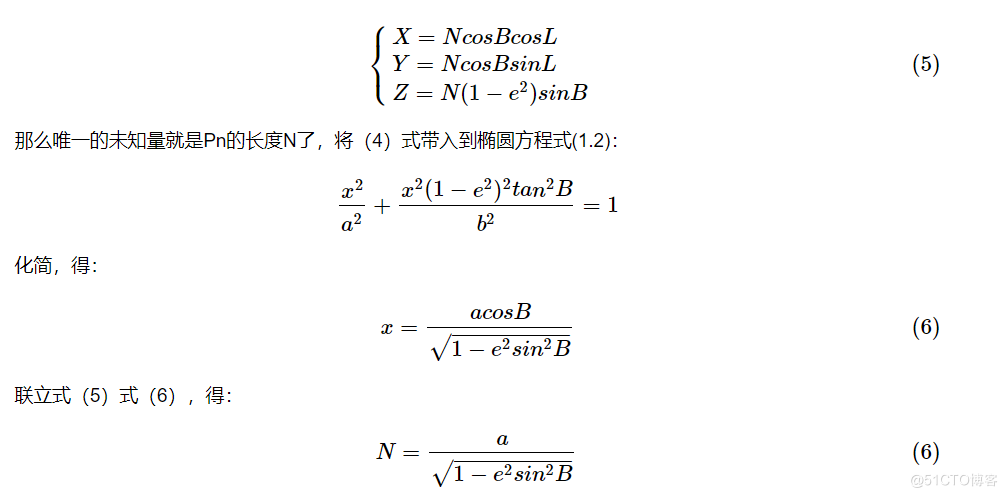 X = NcosBcosL
Y = NcosBsinL (5)
Z = N(1 − e²)sinB
那么唯一的未知量就是Pn的长度N了，将（4）式带入到椭圆方程式(1.2)：
x²/a² + x²(1 − e²)²tan²B/b² = 1
化简，得：
x = acosB/√(1 − e²sin²B) (6)
联立式（5）式（6），得：
N = a/√(1 − e²sin²B) (6)
@51CTO博客